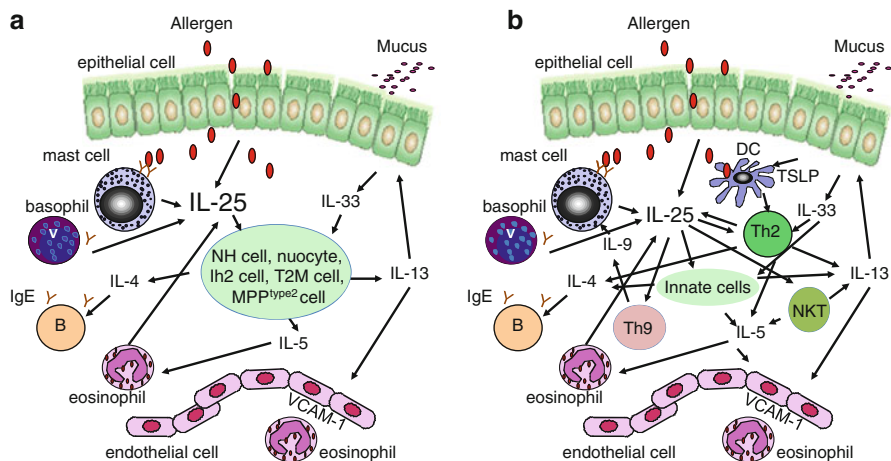 a
Allergen
epithelial cell
Mucus
mast cell
IL-25
IL-33
basophil
V
NH cell, nuocyte,
Ih2 cell, T2M cell,
MPPtype2 cell
IL-4
IL-13
IgE
B
IL-5
eosinophil
VCAM-1
endothelial cell
eosinophil
b
Allergen
epithelial cell
Mucus
mast cell
DC
TSLP
IL-25
IL-33
basophil
V
Th2
IL-9
IL-4
Innate cells
IL-13
IgE
B
Th9
NKT
IL-5
eosinophil
VCAM-1
endothelial cell
eosinophil